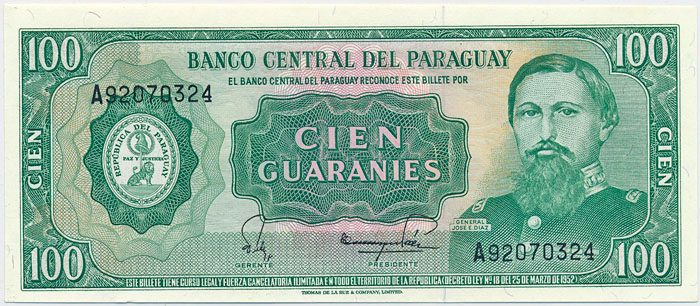 100
BANCO CENTRAL DEL PARAGUAY
100
EL BANCO CENTRAL DEL PARAGUAY RECONOCE ESTE BILLETE POR
A92070324
CIEN
REPUBLICA DEL PARAGUAY
PAZ Y JUSTICIA
CIEN
GUARANIES
CIEN
GENERAL
JOSE E. DIAZ
GERENTE
PRESIDENTE
A92070324
100
100
ESTE BILLETE TIENE CURSO LEGAL Y FUERZA CANCELATORIA ILIMITADA EN TODO EL TERRITORIO DE LA REPUBLICA (DECRETO LEY Nº 18 DEL 25 DE MARZO DE 1952)
THOMAS DE LA RUE & COMPANY, LIMITED.